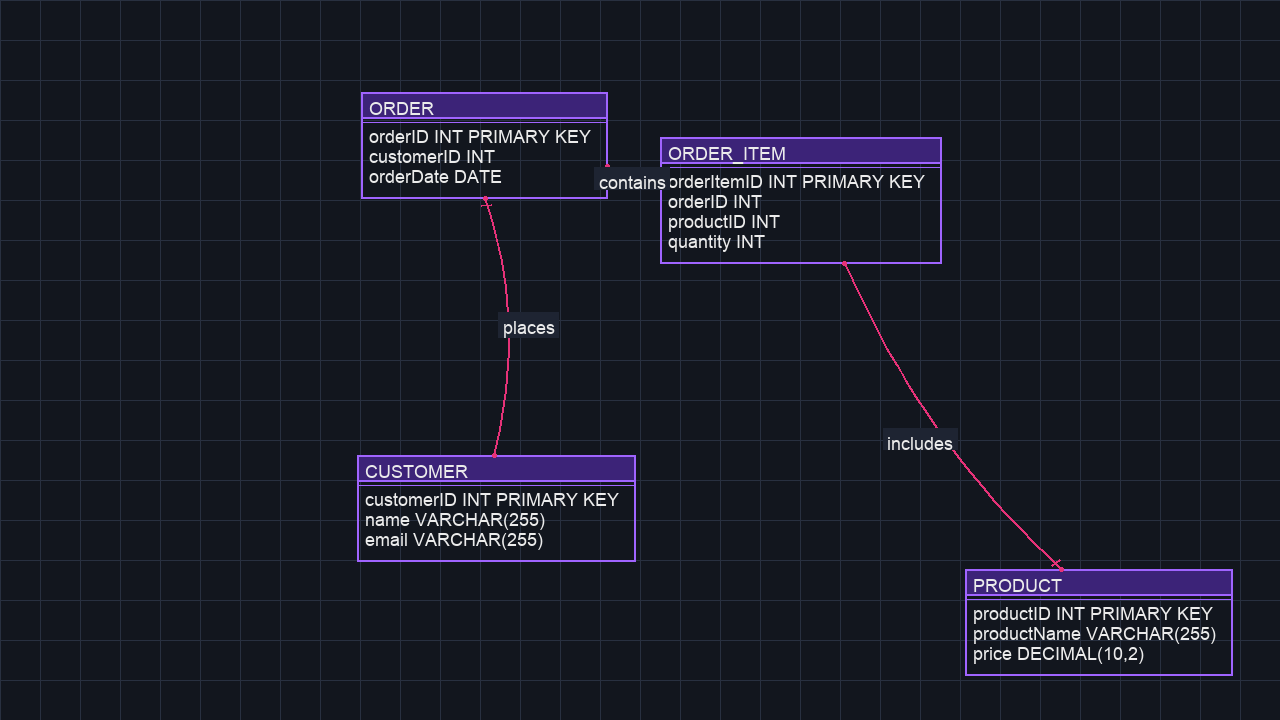 ORDER
orderID INT PRIMARY KEY
customerID INT
orderDate DATE
contains
ORDER_ITEM
orderItemID INT PRIMARY KEY
orderID INT
productID INT
quantity INT
places
includes
CUSTOMER
customerID INT PRIMARY KEY
name VARCHAR(255)
email VARCHAR(255)
PRODUCT
productID INT PRIMARY KEY
productName VARCHAR(255)
price DECIMAL(10,2)